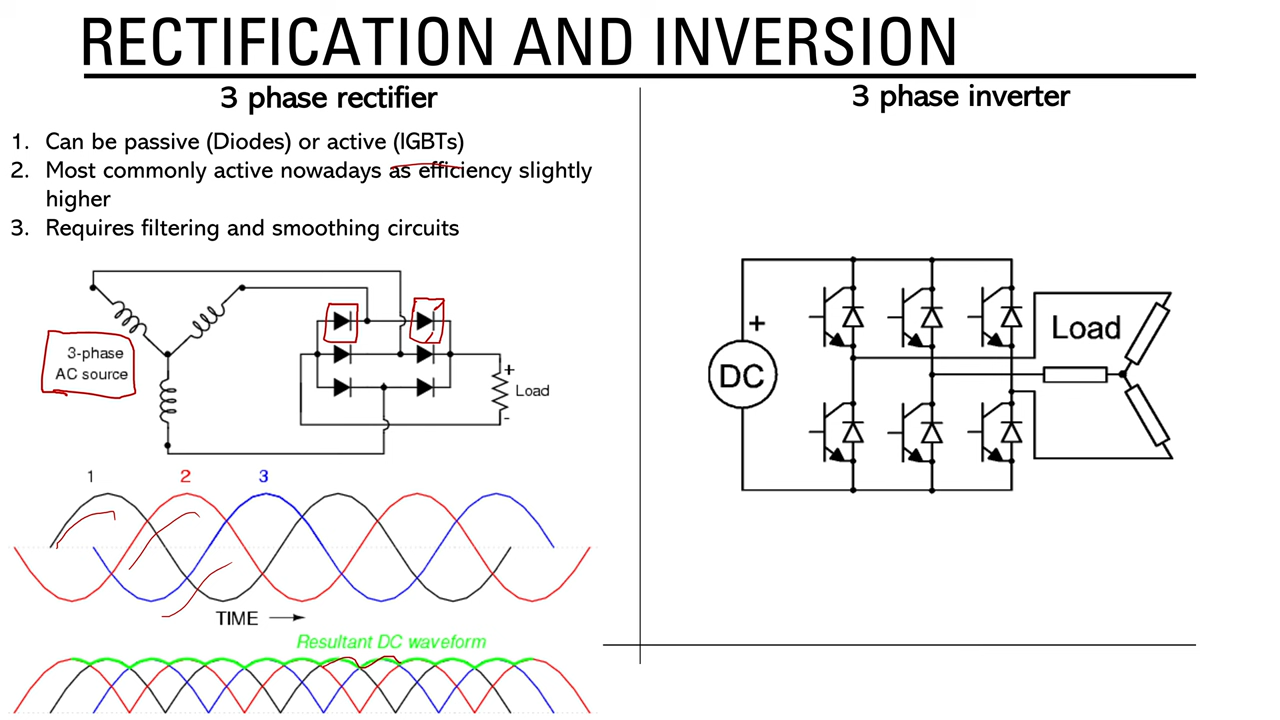 RECTIFICATION AND INVERSION
3 phase rectifier
1. Can be passive (Diodes) or active (IGBTs)
2. Most commonly active nowadays as efficiency slightly
higher
3. Requires filtering and smoothing circuits
3-phase
AC source
+
Load
-
1 2 3
TIME
Resultant DC waveform
3 phase inverter
+
DC
Load